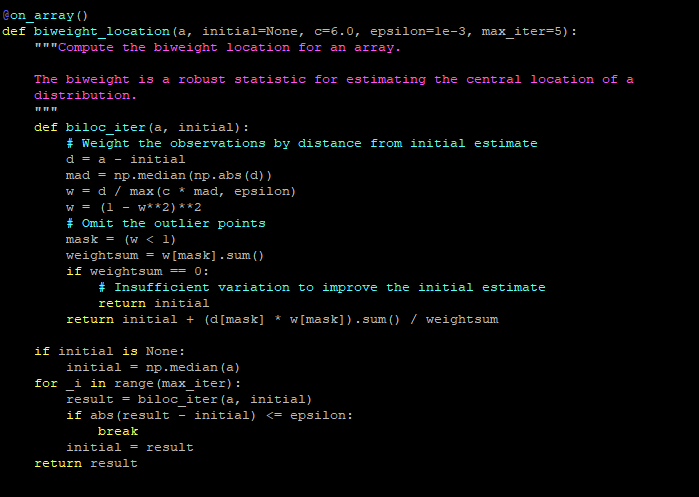 @on_array()
def biweight_location(a, initial=None, c=6.0, epsilon=1e-3, max_iter=5):
    """Compute the biweight location for an array.

    The biweight is a robust statistic for estimating the central location of a
    distribution.
    """
    def biloc_iter(a, initial):
        # Weight the observations by distance from initial estimate
        d = a - initial
        mad = np.median(np.abs(d))
        w = d / max(c * mad, epsilon)
        w = (1 - w**2)**2
        # Omit the outlier points
        mask = (w < 1)
        weightsum = w[mask].sum()
        if weightsum == 0:
            # Insufficient variation to improve the initial estimate
            return initial
        return initial + (d[mask] * w[mask]).sum() / weightsum

    if initial is None:
        initial = np.median(a)
    for _i in range(max_iter):
        result = biloc_iter(a, initial)
        if abs(result - initial) <= epsilon:
            break
        initial = result
    return result